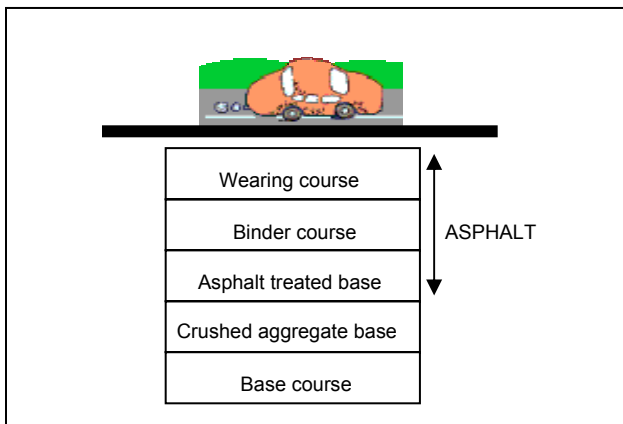 Wearing course
Binder course
ASPHALT
Asphalt treated base
Crushed aggregate base
Base course